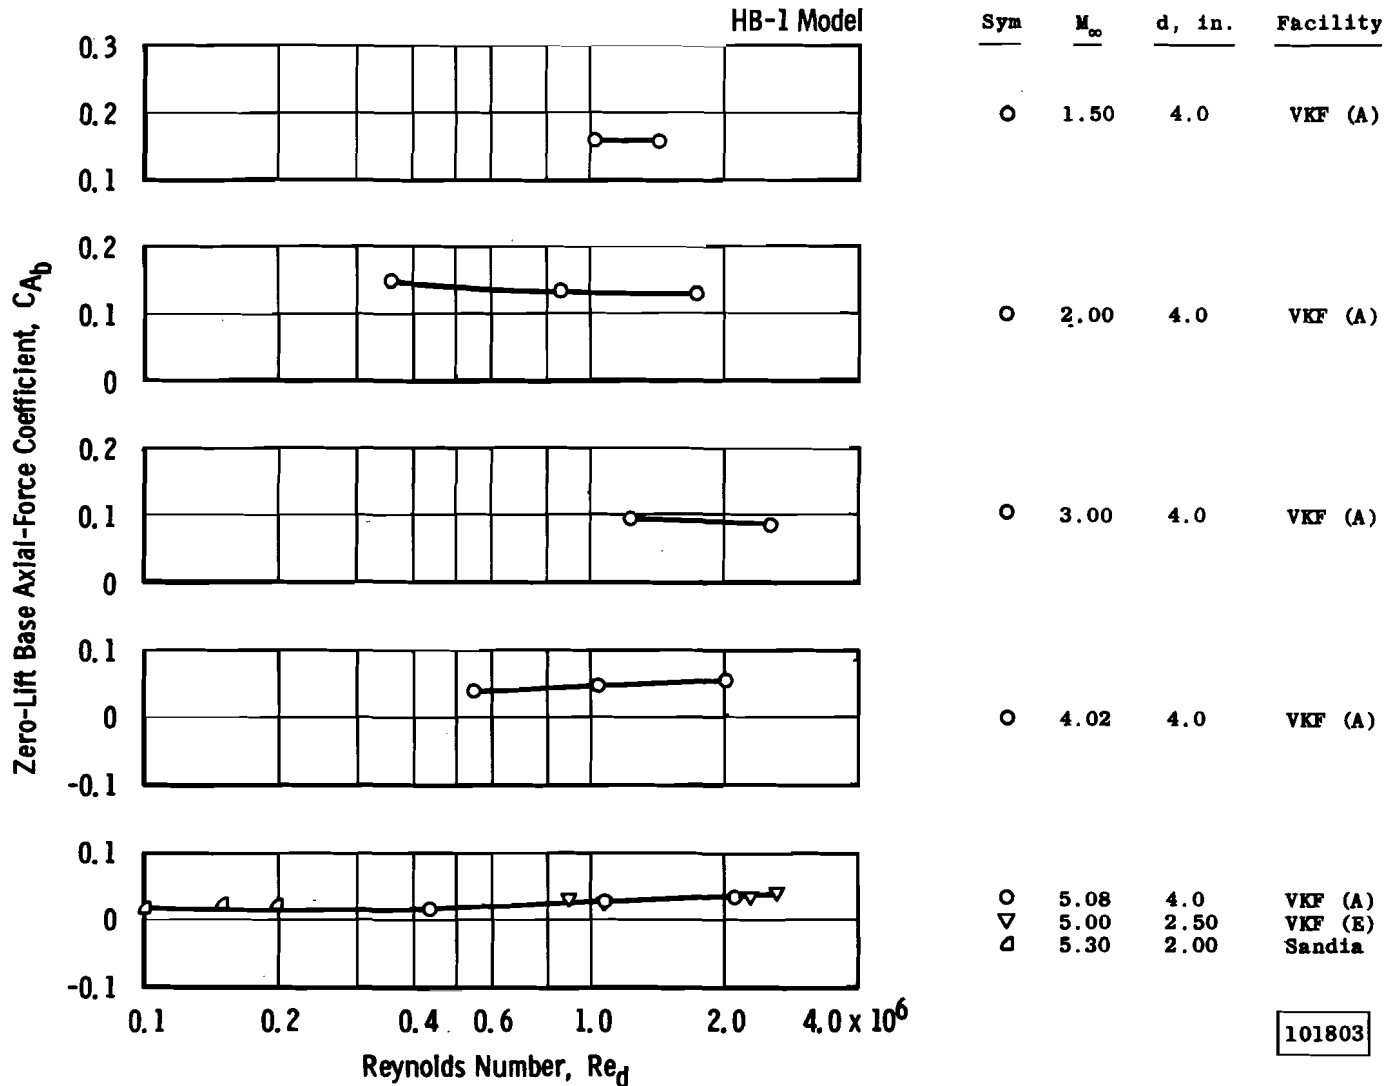 HB-1 Model
Sym M∞ d, in. Facility
0.3
0.2
0.1
1.50 4.0 VKF (A)
0.2
0.1
0
2.00 4.0 VKF (A)
0.2
0.1
0
3.00 4.0 VKF (A)
0.1
0
-0.1
4.02 4.0 VKF (A)
0.1
0
-0.1
5.08 4.0 VKF (A)
5.00 2.50 VKF (E)
5.30 2.00 Sandia
Zero-Lift Base Axial-Force Coefficient, CAb
0.1 0.2 0.4 0.6 1.0 2.0 4.0 x 10⁶
Reynolds Number, Red
101803